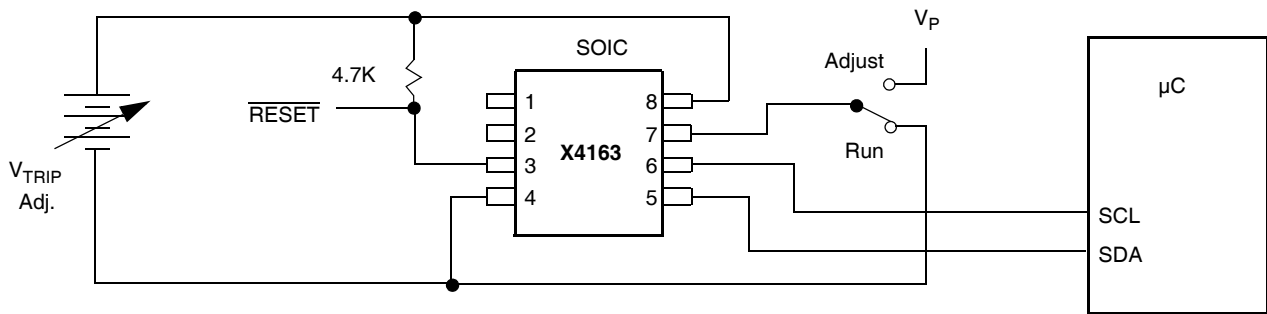 V_P
SOIC
Adjust
4.7K
µC
1 8
RESET
2 7
X4163
Run
3 6
V_TRIP
Adj.
4 5
SCL
SDA